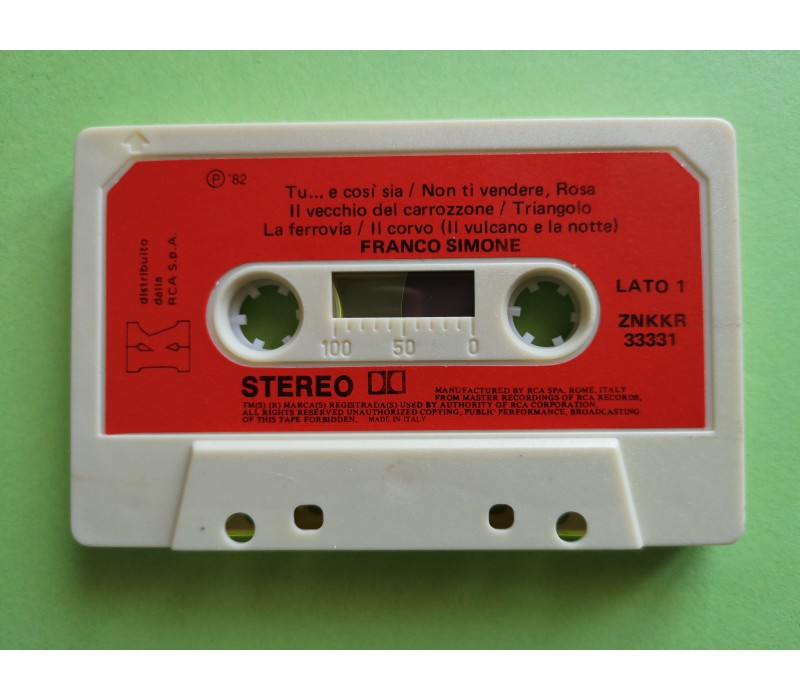 Ⓟ '82
Tu... e così sia / Non ti vendere, Rosa
Il vecchio del carrozzone / Triangolo
La ferrovia / Il corvo (Il vulcano e la notte)
FRANCO SIMONE
distribuito
dalla
RCA S.p.A.
K
LATO 1
ZNKKR
33331
100 50 0
STEREO
MANUFACTURED BY RCA SPA, ROME, ITALY
FROM MASTER RECORDINGS OF RCA RECORDS,
TM(S) (R) MARCA(S) REGISTRADA(S) USED BY AUTHORITY OF RCA CORPORATION.
ALL RIGHTS RESERVED UNAUTHORIZED COPYING, PUBLIC PERFORMANCE, BROADCASTING
OF THIS TAPE FORBIDDEN. MADE IN ITALY